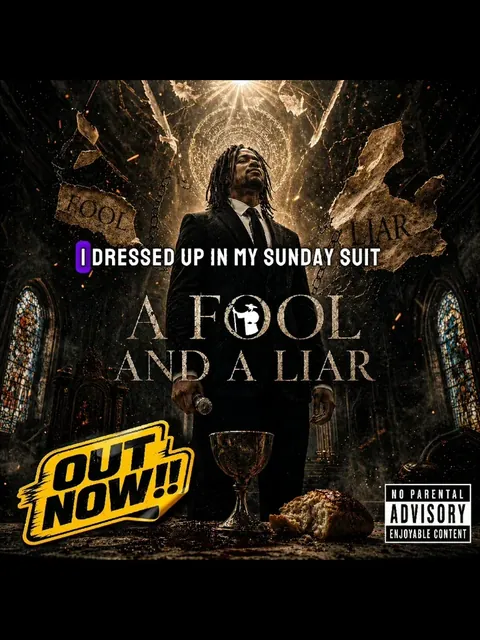 FOOL
LIAR
I DRESSED UP IN MY SUNDAY SUIT
A FOOL
AND A LIAR
OUT
NOW!!
NO PARENTAL
ADVISORY
ENJOYABLE CONTENT